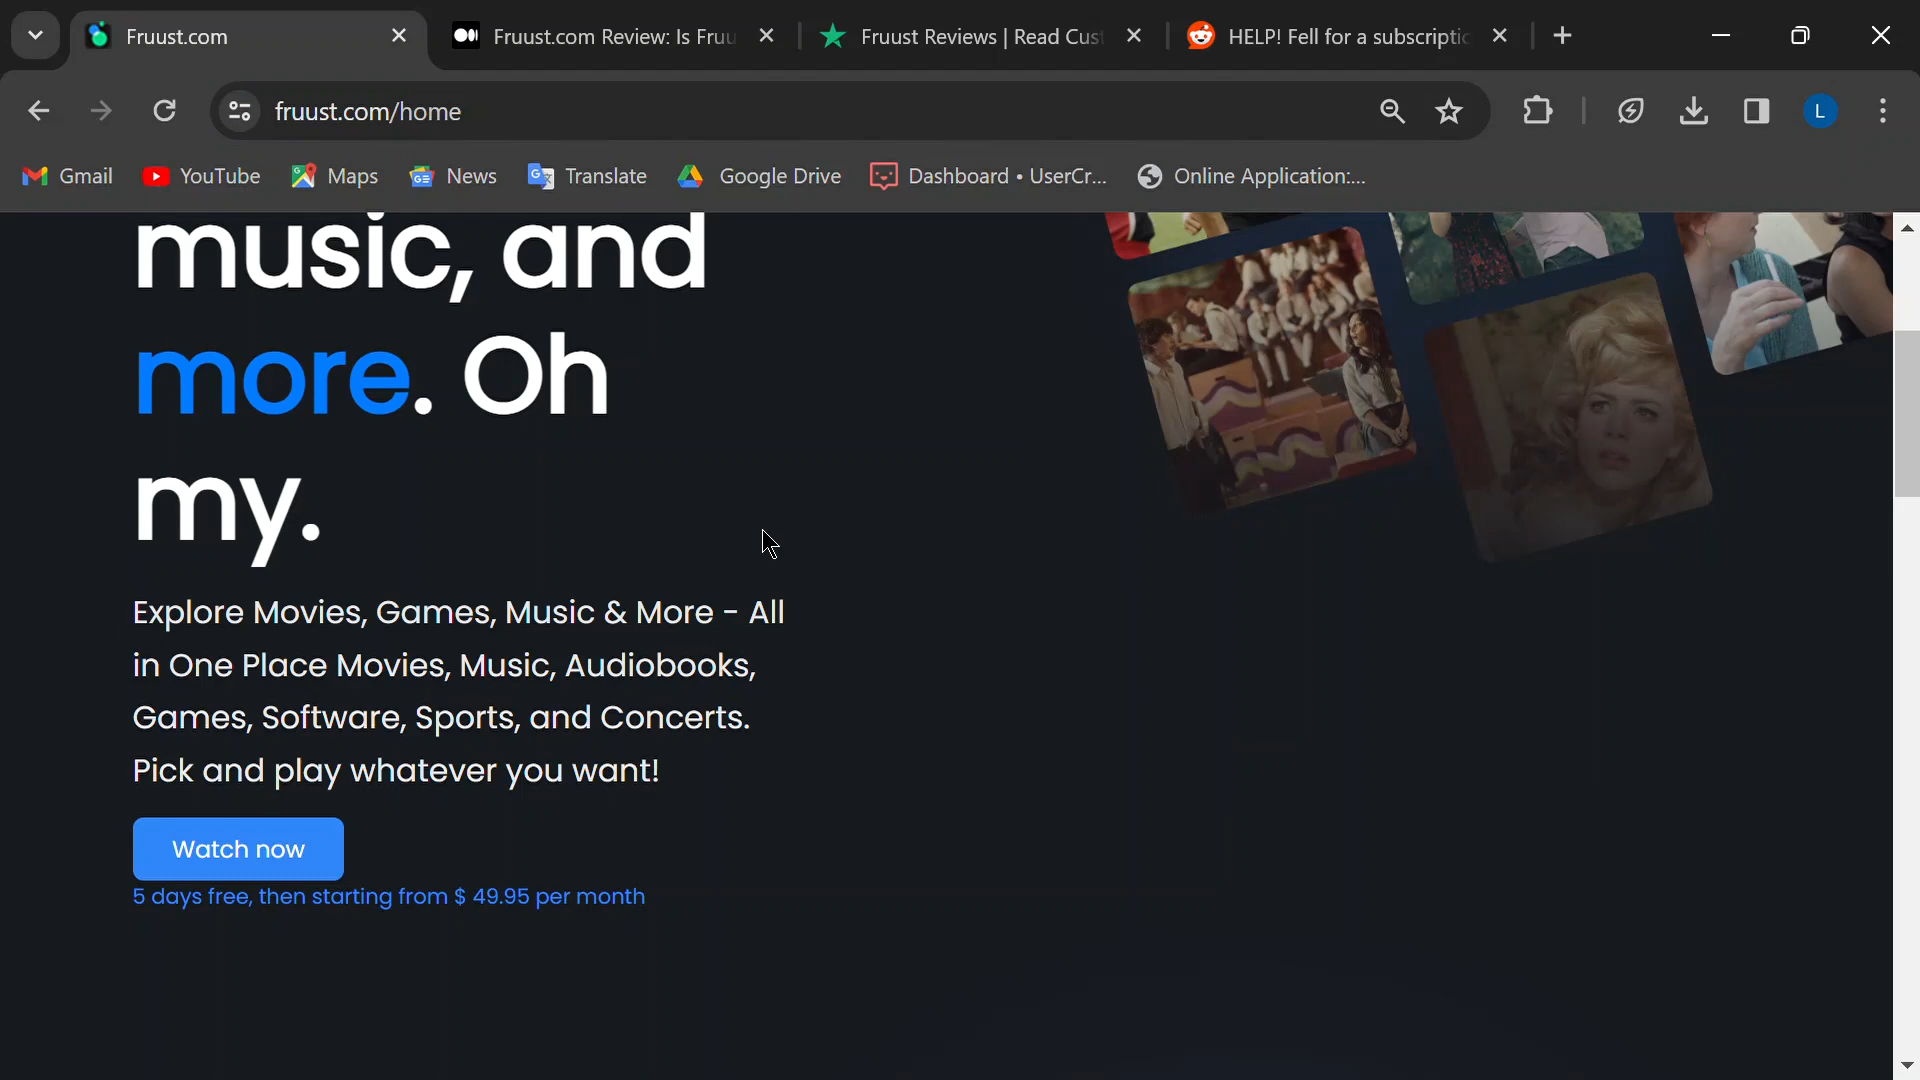 Fruust.com
Fruust.com Review: Is Fruu
Fruust Reviews | Read Cust
HELP! Fell for a subscriptio
fruust.com/home
L
Gmail
YouTube
Maps
News
Translate
Google Drive
Dashboard • UserCr...
Online Application:...
music, and
more. Oh
my.
Explore Movies, Games, Music & More - All
in One Place Movies, Music, Audiobooks,
Games, Software, Sports, and Concerts.
Pick and play whatever you want!
Watch now
5 days free, then starting from $ 49.95 per month